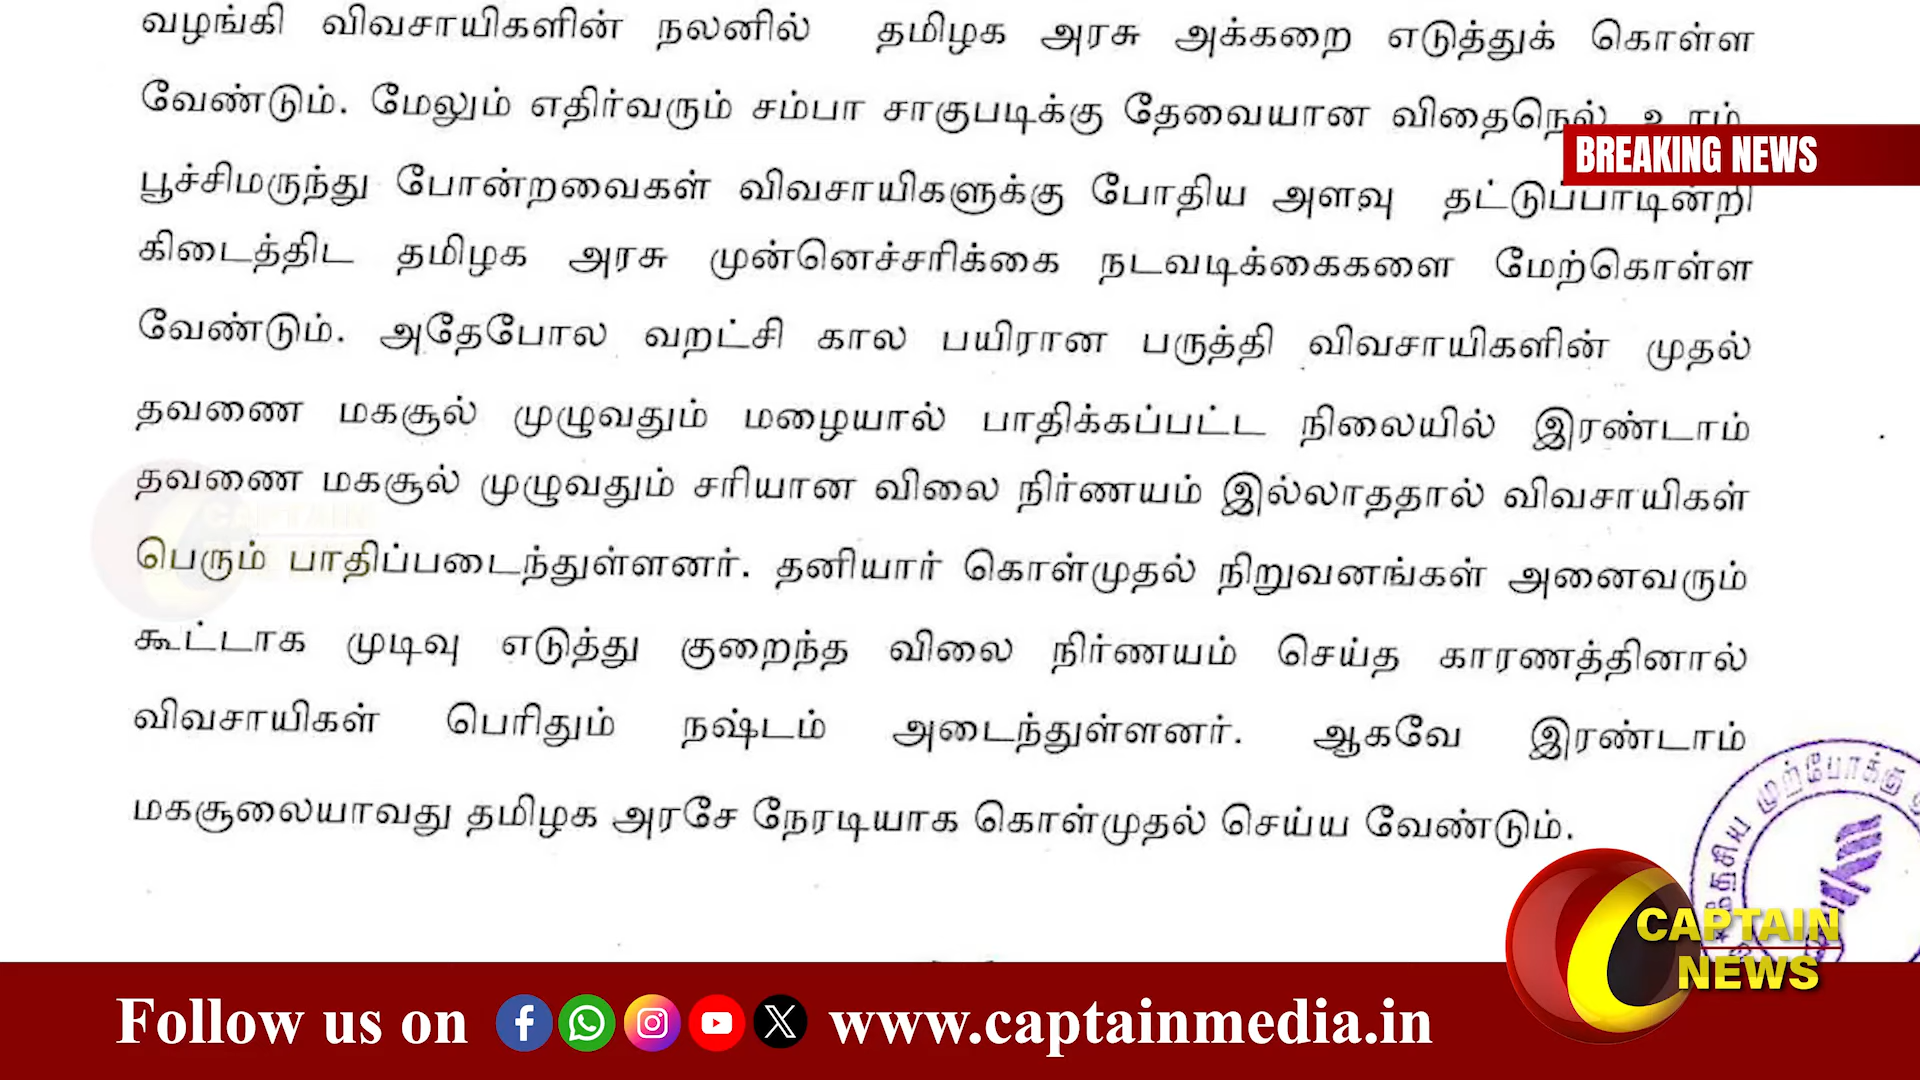 வழங்கி விவசாயிகளின் நலனில் தமிழக அரசு அக்கறை எடுத்துக் கொள்ள
வேண்டும். மேலும் எதிர்வரும் சம்பா சாகுபடிக்கு தேவையான விதைநெல் உரம்,
BREAKING NEWS
பூச்சிமருந்து போன்றவைகள் விவசாயிகளுக்கு போதிய அளவு தட்டுப்பாடின்றி
கிடைத்திட தமிழக அரசு முன்னெச்சரிக்கை நடவடிக்கைகளை மேற்கொள்ள
வேண்டும். அதேபோல வறட்சி கால பயிரான பருத்தி விவசாயிகளின் முதல்
தவணை மகசூல் முழுவதும் மழையால் பாதிக்கப்பட்ட நிலையில் இரண்டாம்
தவணை மகசூல் முழுவதும் சரியான விலை நிர்ணயம் இல்லாததால் விவசாயிகள்
பெரும் பாதிப்படைந்துள்ளனர். தனியார் கொள்முதல் நிறுவனங்கள் அனைவரும்
கூட்டாக முடிவு எடுத்து குறைந்த விலை நிர்ணயம் செய்த காரணத்தினால்
விவசாயிகள் பெரிதும் நஷ்டம் அடைந்துள்ளனர். ஆகவே இரண்டாம்
மகசூலையாவது தமிழக அரசே நேரடியாக கொள்முதல் செய்ய வேண்டும்.
முற்போக்கு
CAPTAIN
NEWS
Follow us on www.captainmedia.in